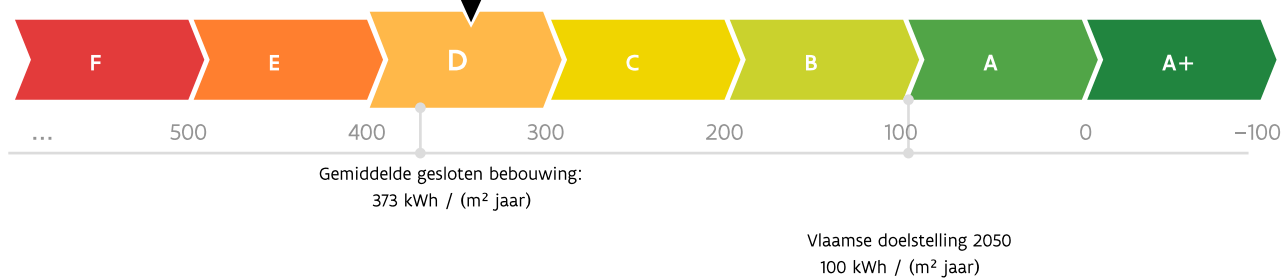 F E D C B A A+
... 500 400 300 200 100 0 −100
Gemiddelde gesloten bebouwing:
373 kWh / (m² jaar)
Vlaamse doelstelling 2050
100 kWh / (m² jaar)